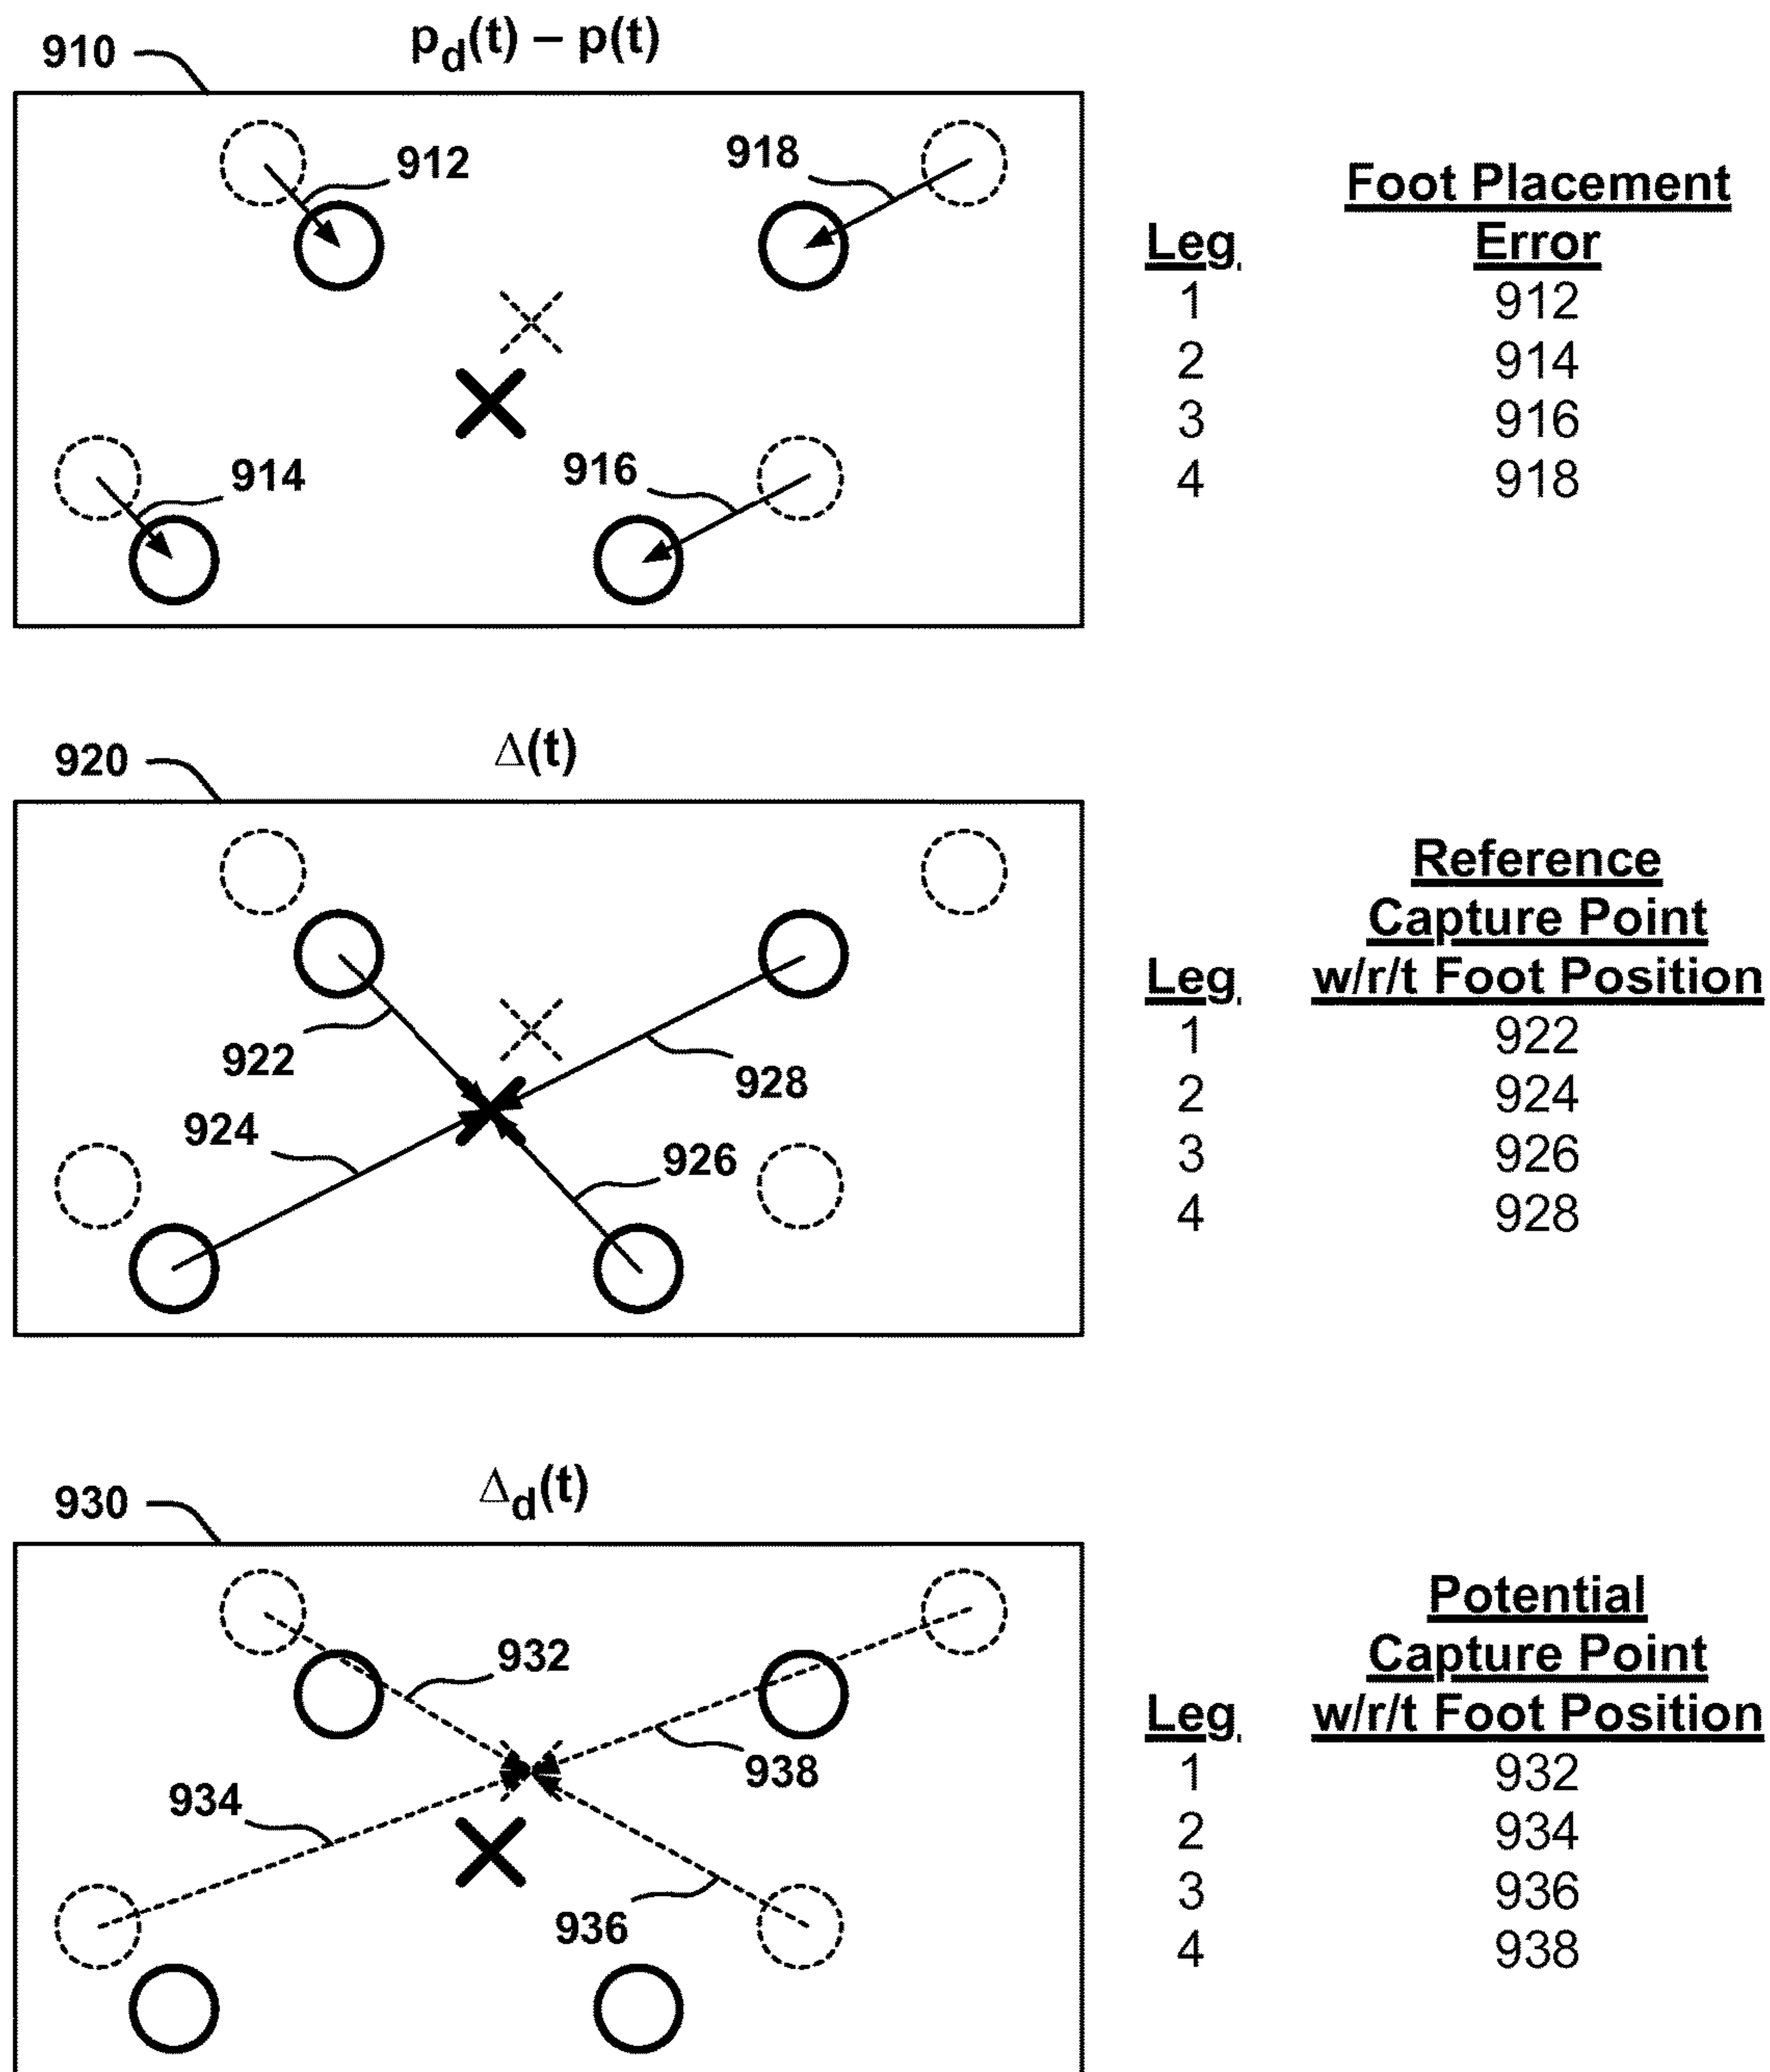 910
p_d(t) – p(t)
912
918
914
916
Foot Placement
Leg Error
1 912
2 914
3 916
4 918
920
Δ(t)
922
928
924
926
Reference
Capture Point
Leg w/r/t Foot Position
1 922
2 924
3 926
4 928
930
Δ_d(t)
932
938
934
936
Potential
Capture Point
Leg w/r/t Foot Position
1 932
2 934
3 936
4 938